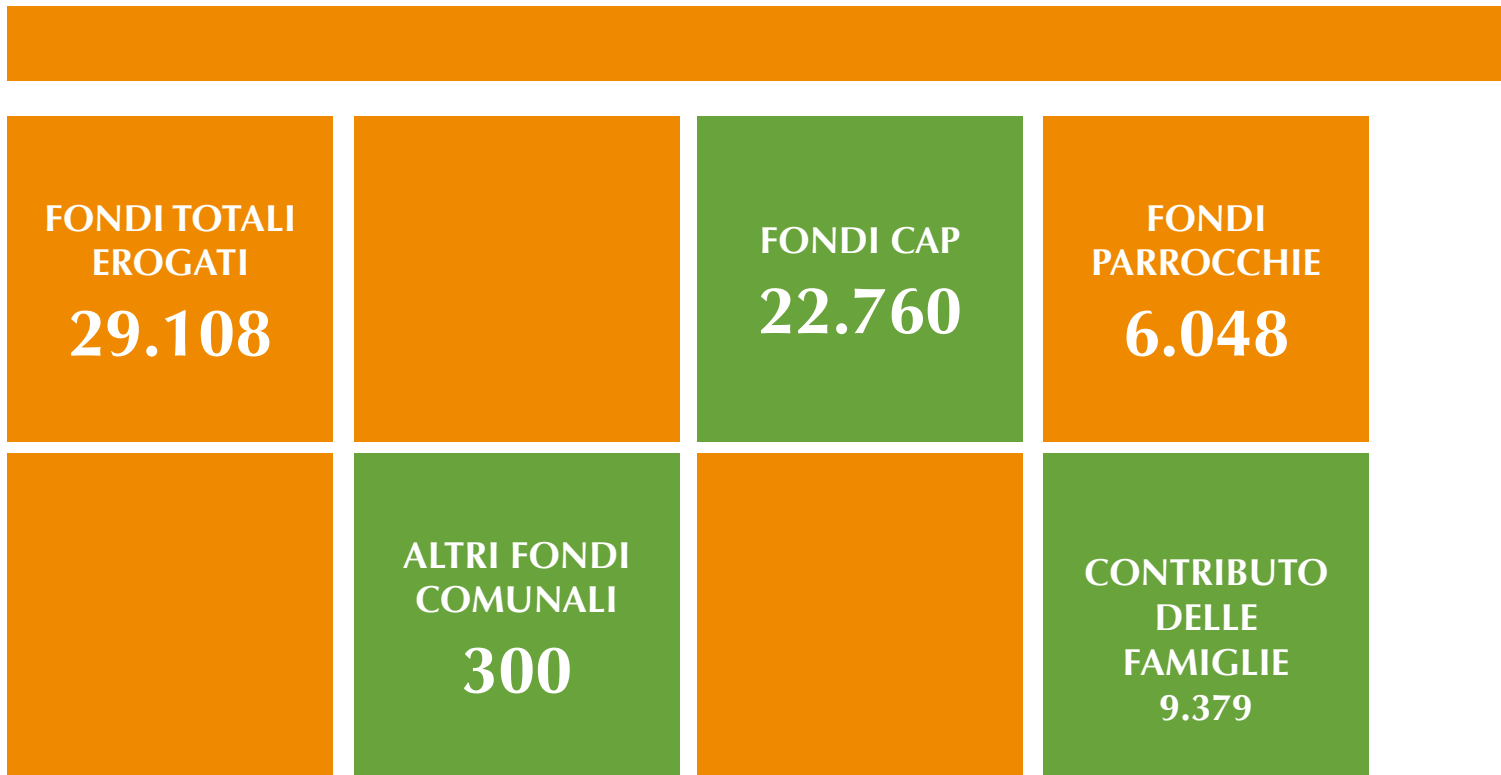 FONDI TOTALI
EROGATI
29.108
FONDI CAP
22.760
FONDI
PARROCCHIE
6.048
ALTRI FONDI
COMUNALI
300
CONTRIBUTO
DELLE
FAMIGLIE
9.379